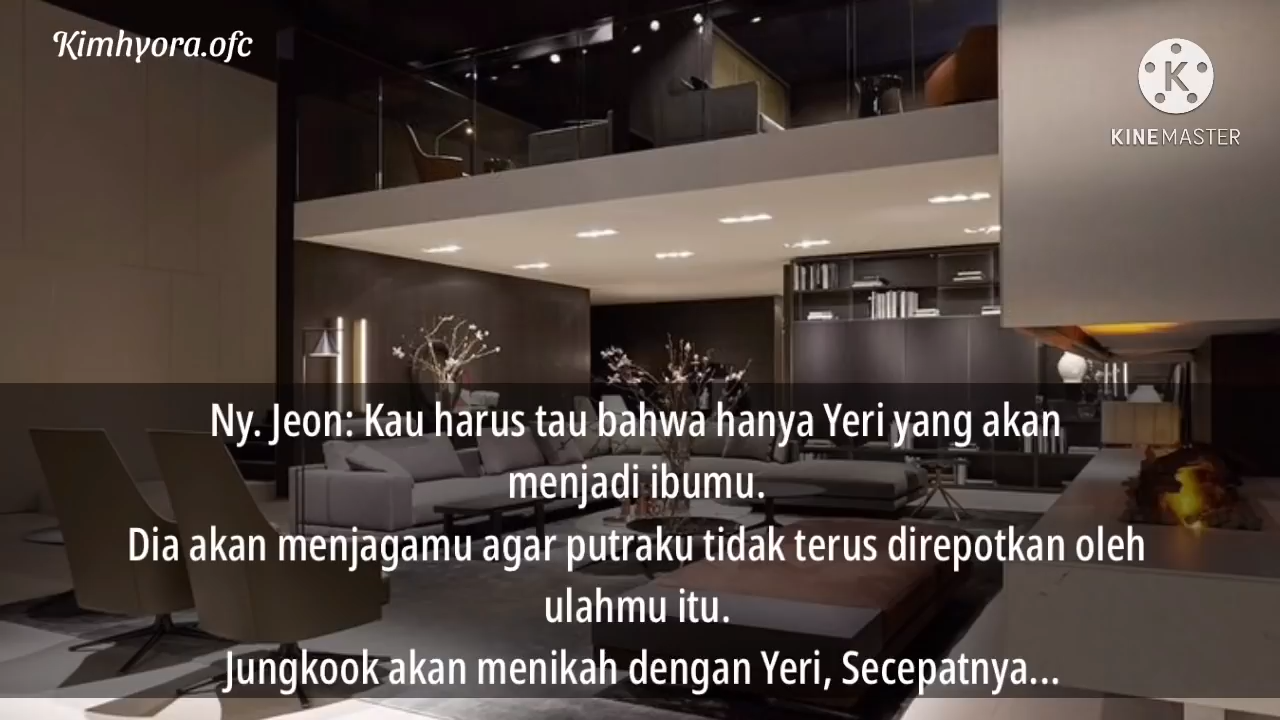 Kimhyora.ofc
K
KINEMASTER
Ny. Jeon: Kau harus tau bahwa hanya Yeri yang akan
menjadi ibumu.
Dia akan menjagamu agar putraku tidak terus direpotkan oleh
ulahmu itu.
Jungkook akan menikah dengan Yeri, Secepatnya...